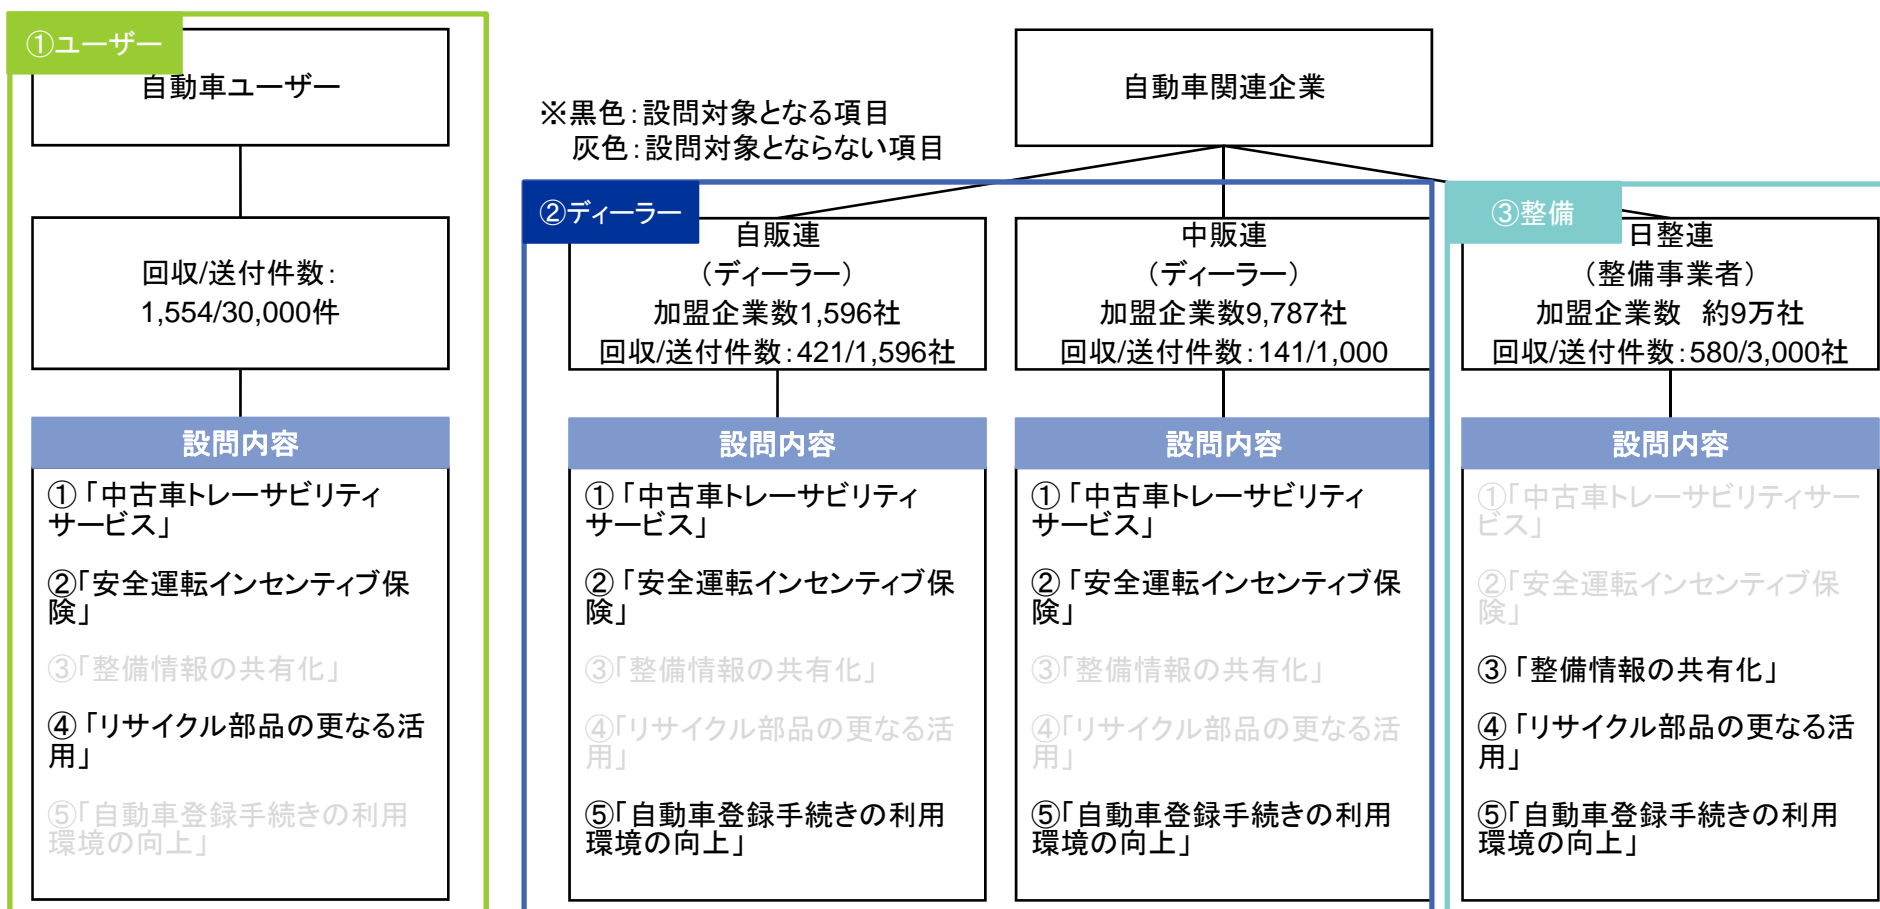 ①ユーザー
自動車ユーザー
回収/送付件数：
1,554/30,000件
設問内容
①「中古車トレーサビリティ
サービス」
②「安全運転インセンティブ保
険」
③「整備情報の共有化」
④「リサイクル部品の更なる活
用」
⑤「自動車登録手続きの利用
環境の向上」
※黒色：設問対象となる項目
灰色：設問対象とならない項目
自動車関連企業
②ディーラー
自販連
（ディーラー）
加盟企業数1,596社
回収/送付件数：421/1,596社
設問内容
①「中古車トレーサビリティ
サービス」
②「安全運転インセンティブ保
険」
③「整備情報の共有化」
④「リサイクル部品の更なる活
用」
⑤「自動車登録手続きの利用
環境の向上」
中販連
（ディーラー）
加盟企業数9,787社
回収/送付件数：141/1,000
設問内容
①「中古車トレーサビリティ
サービス」
②「安全運転インセンティブ保
険」
③「整備情報の共有化」
④「リサイクル部品の更なる活
用」
⑤「自動車登録手続きの利用
環境の向上」
③整備
日整連
（整備事業者）
加盟企業数　約9万社
回収/送付件数：580/3,000社
設問内容
①「中古車トレーサビリティサー
ビス」
②「安全運転インセンティブ保
険」
③「整備情報の共有化」
④「リサイクル部品の更なる活
用」
⑤「自動車登録手続きの利用
環境の向上」